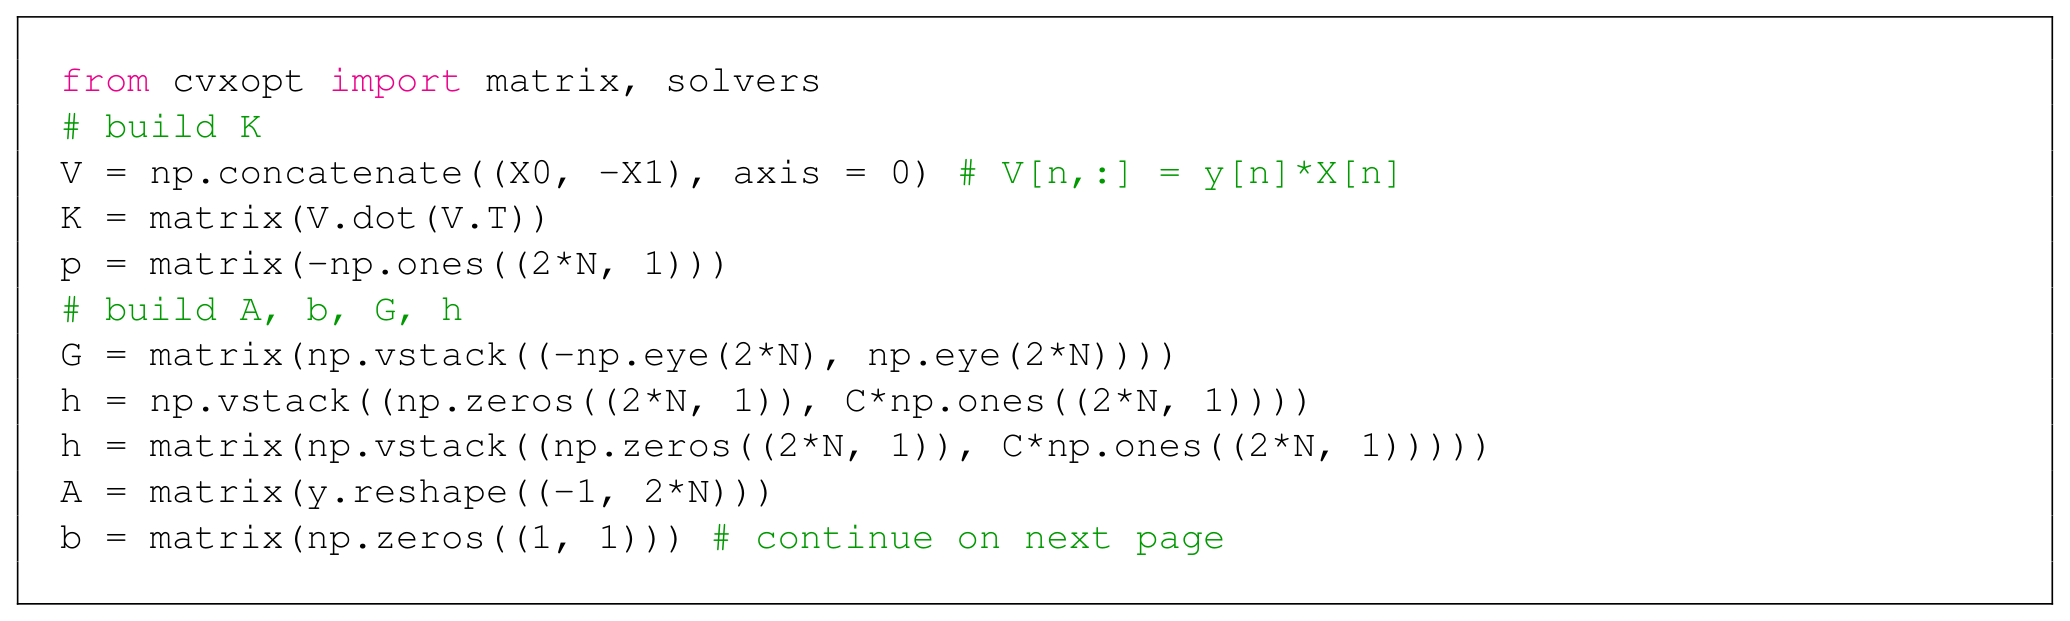 from cvxopt import matrix, solvers
# build K
V = np.concatenate((X0, -X1), axis = 0) # V[n,:] = y[n]*X[n]
K = matrix(V.dot(V.T))
p = matrix(-np.ones((2*N, 1)))
# build A, b, G, h
G = matrix(np.vstack((-np.eye(2*N), np.eye(2*N))))
h = np.vstack((np.zeros((2*N, 1)), C*np.ones((2*N, 1))))
h = matrix(np.vstack((np.zeros((2*N, 1)), C*np.ones((2*N, 1)))))
A = matrix(y.reshape((-1, 2*N)))
b = matrix(np.zeros((1, 1))) # continue on next page